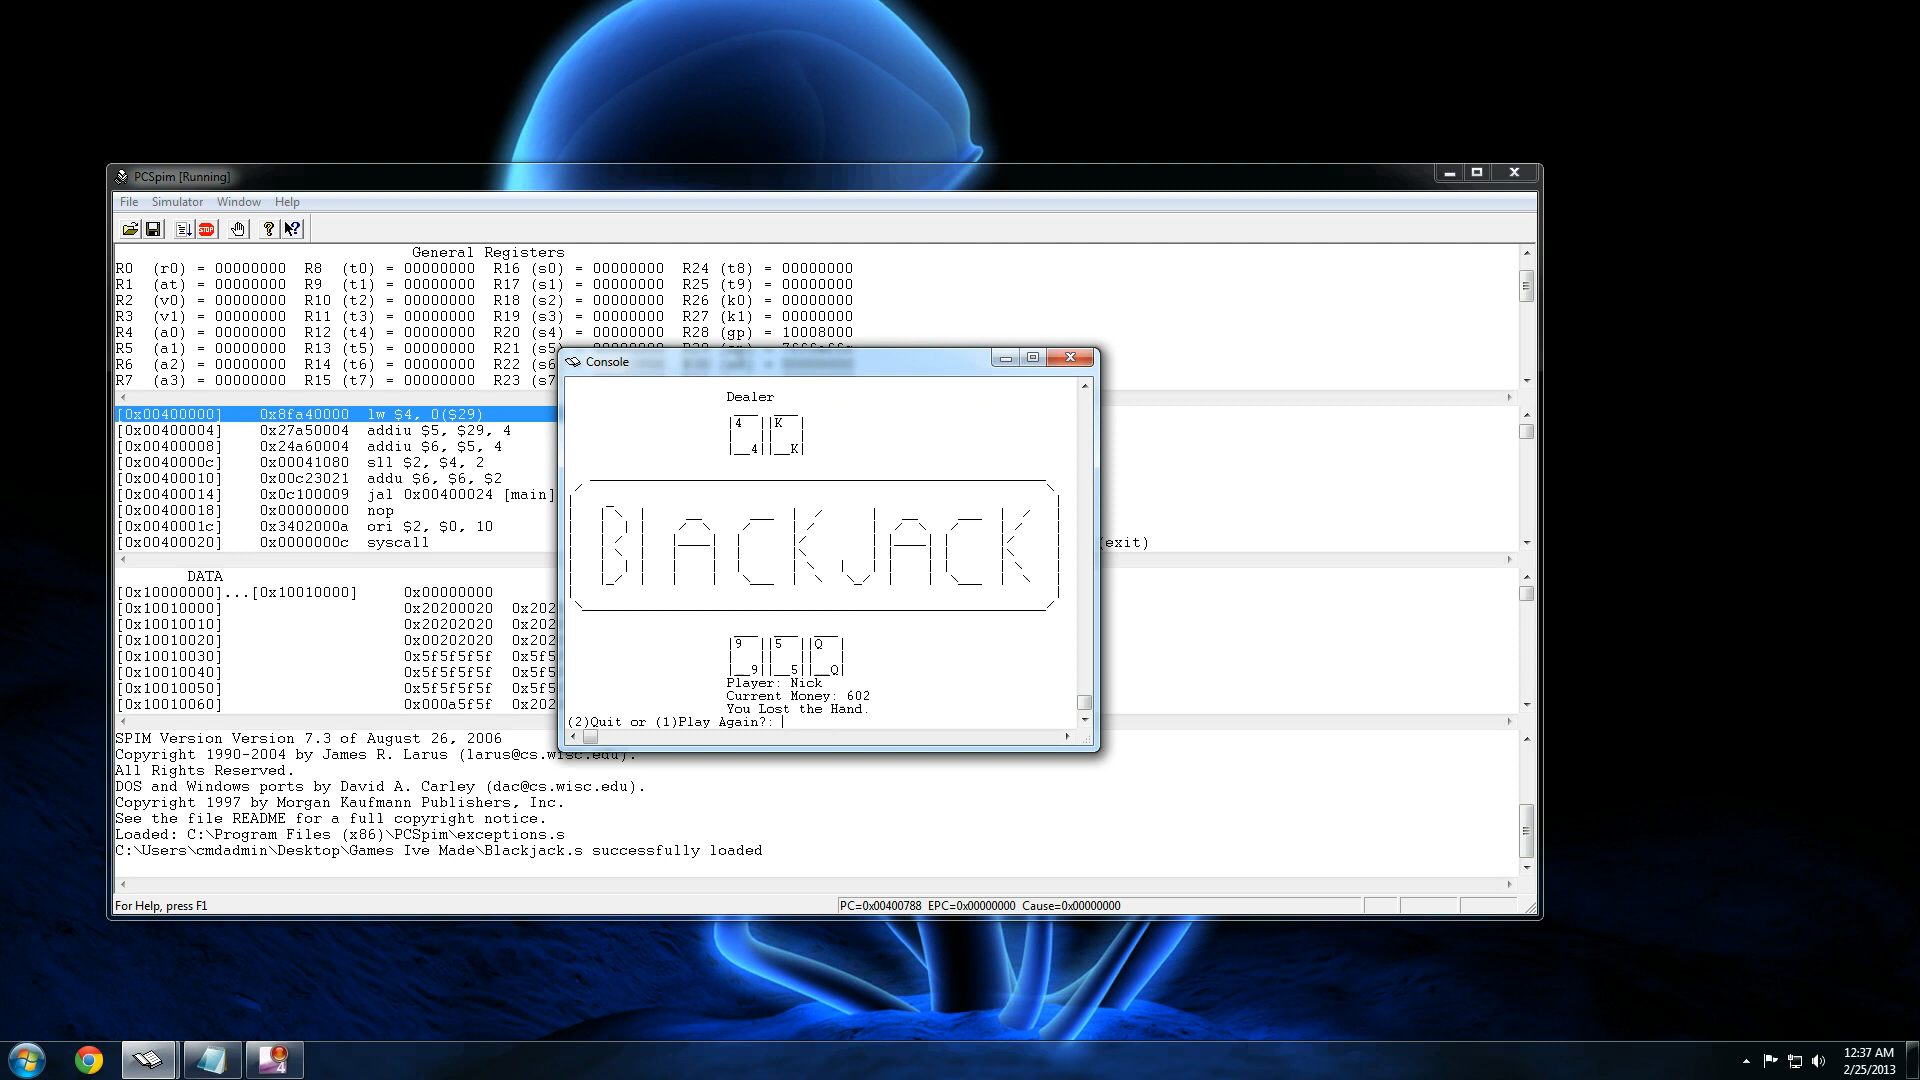 PCSpim [Running]
File Simulator Window Help
General Registers
R0 (r0) = 00000000 R8 (t0) = 00000000 R16 (s0) = 00000000 R24 (t8) = 00000000
R1 (at) = 00000000 R9 (t1) = 00000000 R17 (s1) = 00000000 R25 (t9) = 00000000
R2 (v0) = 00000000 R10 (t2) = 00000000 R18 (s2) = 00000000 R26 (k0) = 00000000
R3 (v1) = 00000000 R11 (t3) = 00000000 R19 (s3) = 00000000 R27 (k1) = 00000000
R4 (a0) = 00000000 R12 (t4) = 00000000 R20 (s4) = 00000000 R28 (gp) = 10008000
R5 (a1) = 00000000 R13 (t5) = 00000000 R21 (s5
R6 (a2) = 00000000 R14 (t6) = 00000000 R22 (s6
R7 (a3) = 00000000 R15 (t7) = 00000000 R23 (s7
[0x00400000] 0x8fa40000 lw $4, 0($29)
[0x00400004] 0x27a50004 addiu $5, $29, 4
[0x00400008] 0x24a60004 addiu $6, $5, 4
[0x0040000c] 0x00041080 sll $2, $4, 2
[0x00400010] 0x00c23021 addu $6, $6, $2
[0x00400014] 0x0c100009 jal 0x00400024 [main]
[0x00400018] 0x00000000 nop
[0x0040001c] 0x3402000a ori $2, $0, 10
[0x00400020] 0x0000000c syscall (exit)
DATA
[0x10000000]...[0x10010000] 0x00000000
[0x10010000] 0x20200020 0x202
[0x10010010] 0x20202020 0x202
[0x10010020] 0x00202020 0x202
[0x10010030] 0x5f5f5f5f 0x5f5
[0x10010040] 0x5f5f5f5f 0x5f5
[0x10010050] 0x5f5f5f5f 0x5f5
[0x10010060] 0x000a5f5f 0x202
SPIM Version Version 7.3 of August 26, 2006
Copyright 1990-2004 by James R. Larus (larus@cs.wisc.edu).
All Rights Reserved.
DOS and Windows ports by David A. Carley (dac@cs.wisc.edu).
Copyright 1997 by Morgan Kaufmann Publishers, Inc.
See the file README for a full copyright notice.
Loaded: C:\Program Files (x86)\PCSpim\exceptions.s
C:\Users\cmdadmin\Desktop\Games Ive Made\Blackjack.s successfully loaded
For Help, press F1
PC=0x00400788 EPC=0x00000000 Cause=0x00000000
Console
Dealer
4 K
4 K
BlACKJACK
9 5 Q
9 5 Q
Player: Nick
Current Money: 602
You Lost the Hand.
(2)Quit or (1)Play Again?:
4
12:37 AM
2/25/2013